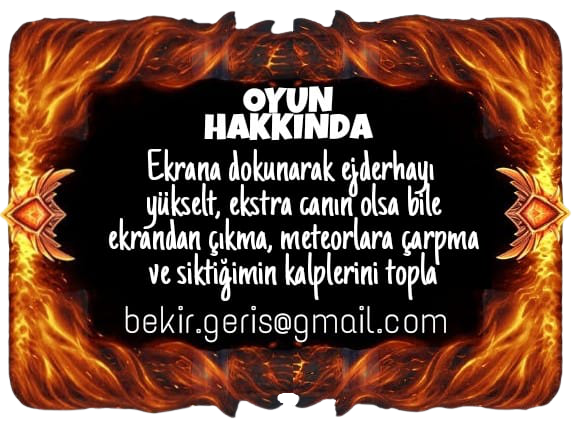 OYUN
HAKKINDA
Ekrana dokunarak ejderhayı
yükselt, ekstra canın olsa bile
ekrandan çıkma, meteorlara çarpma
ve siktiğimin kalplerini topla
bekir.geris@gmail.com